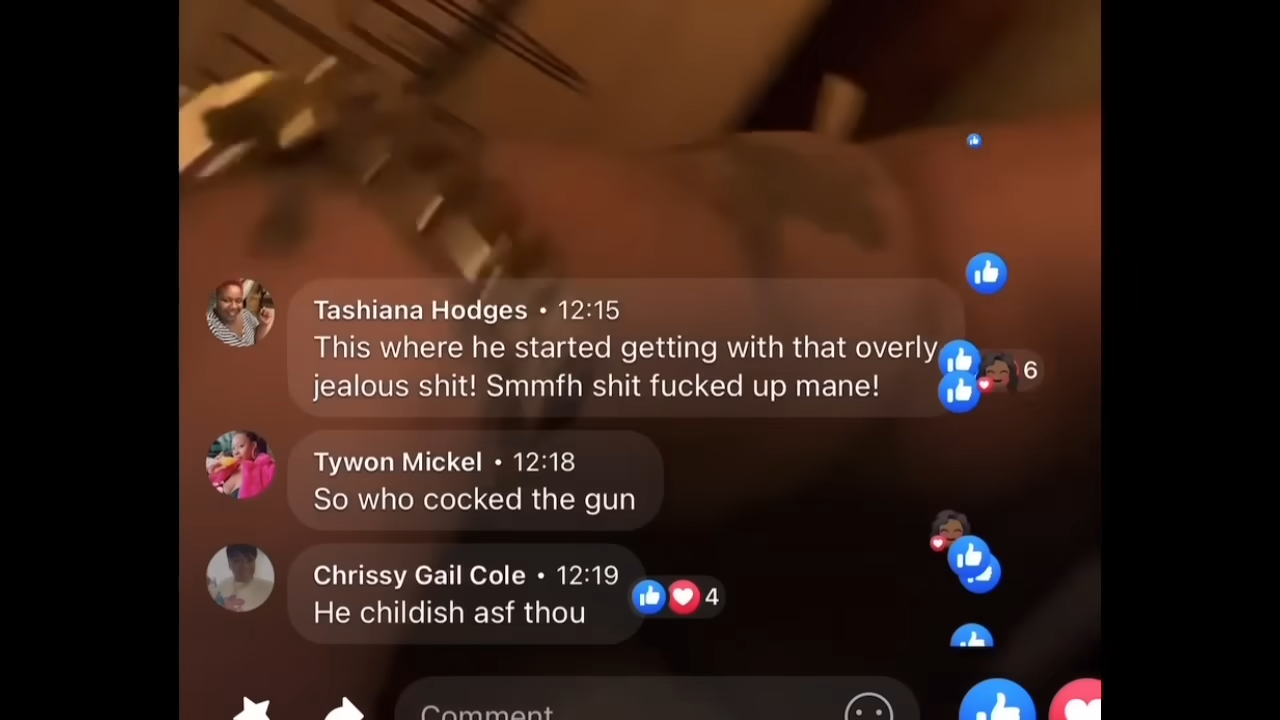 Tashiana Hodges • 12:15
This where he started getting with that overly
jealous shit! Smmfh shit fucked up mane!
6
Tywon Mickel • 12:18
So who cocked the gun
Chrissy Gail Cole • 12:19
He childish asf thou
4
Comment